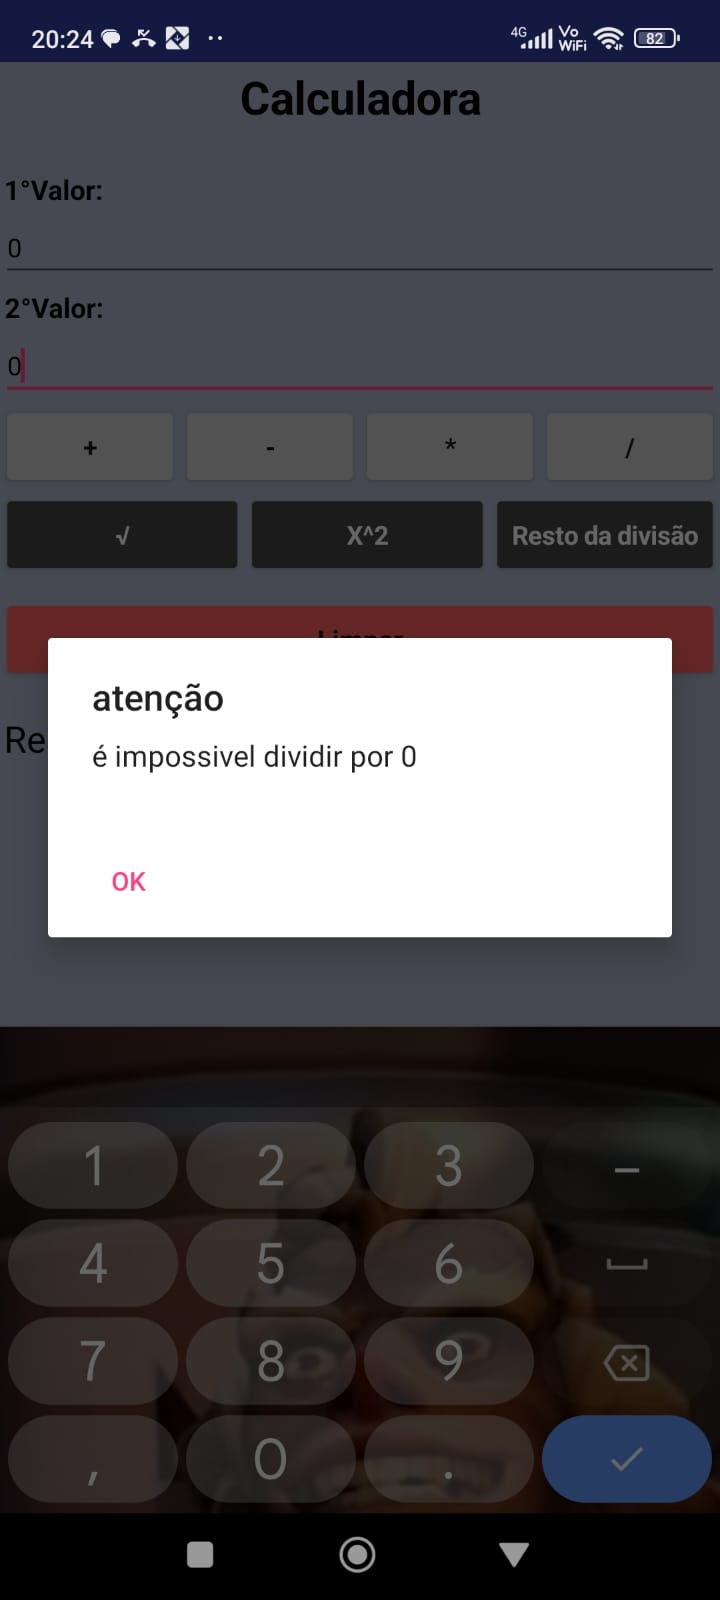 20:24 4G Vo WiFi 82
Calculadora
1°Valor:
0
2°Valor:
0
+ - * /
√ X^2 Resto da divisão
atenção
é impossivel dividir por 0
OK
Re
1 2 3 –
4 5 6
7 8 9
, 0 .